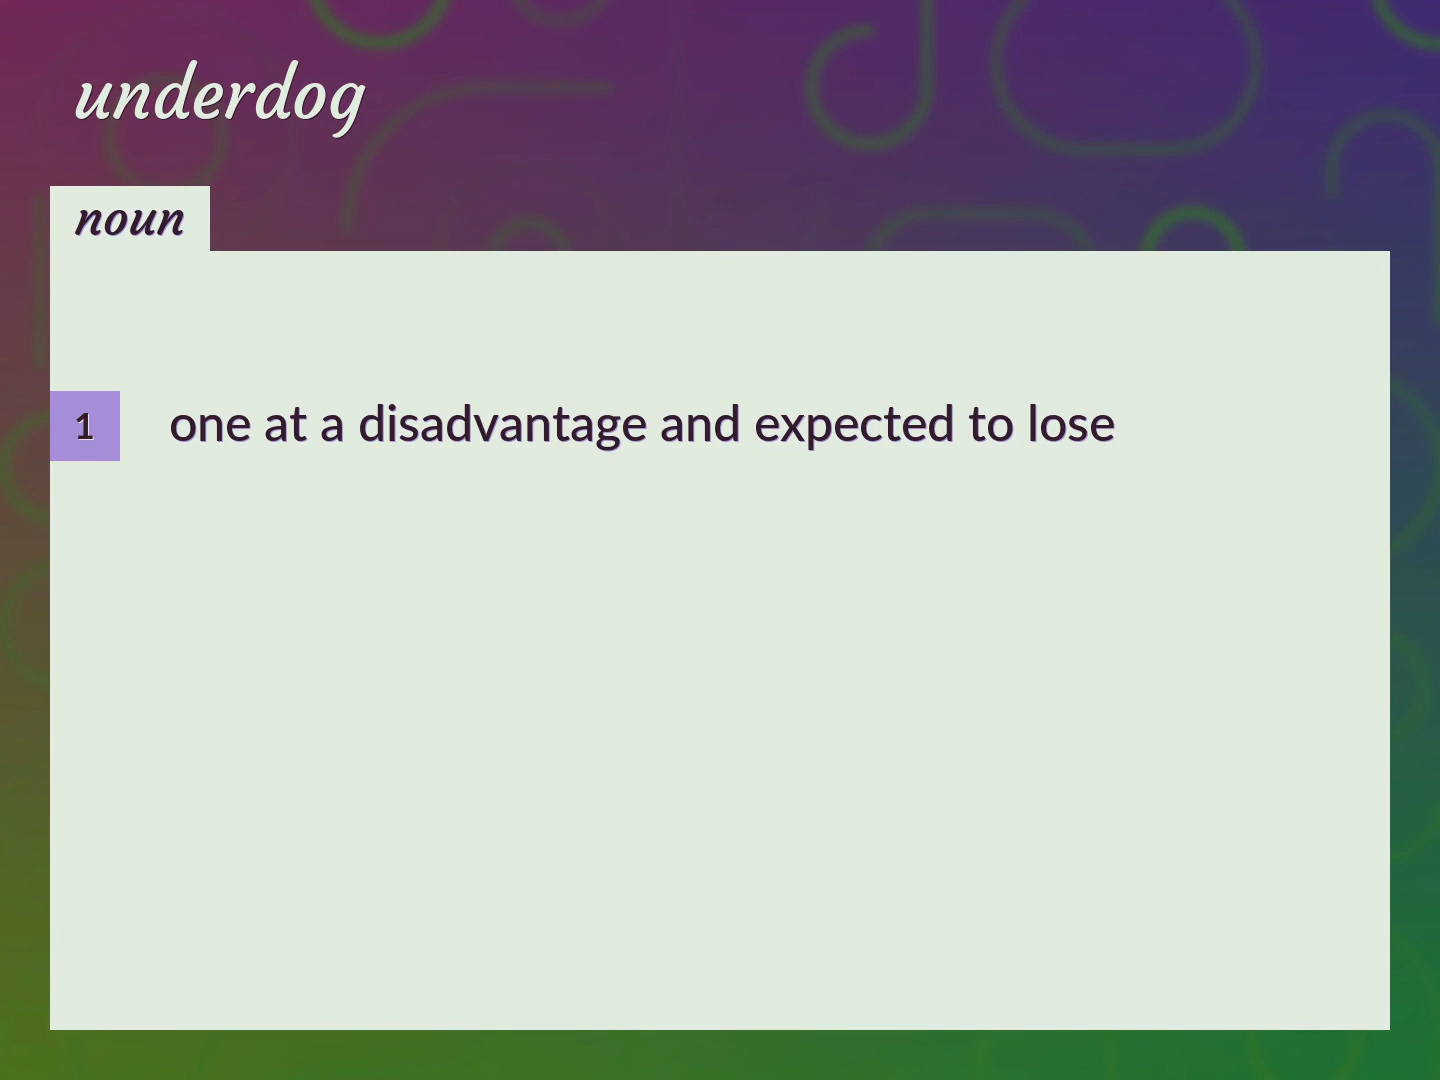 underdog
noun
1 one at a disadvantage and expected to lose